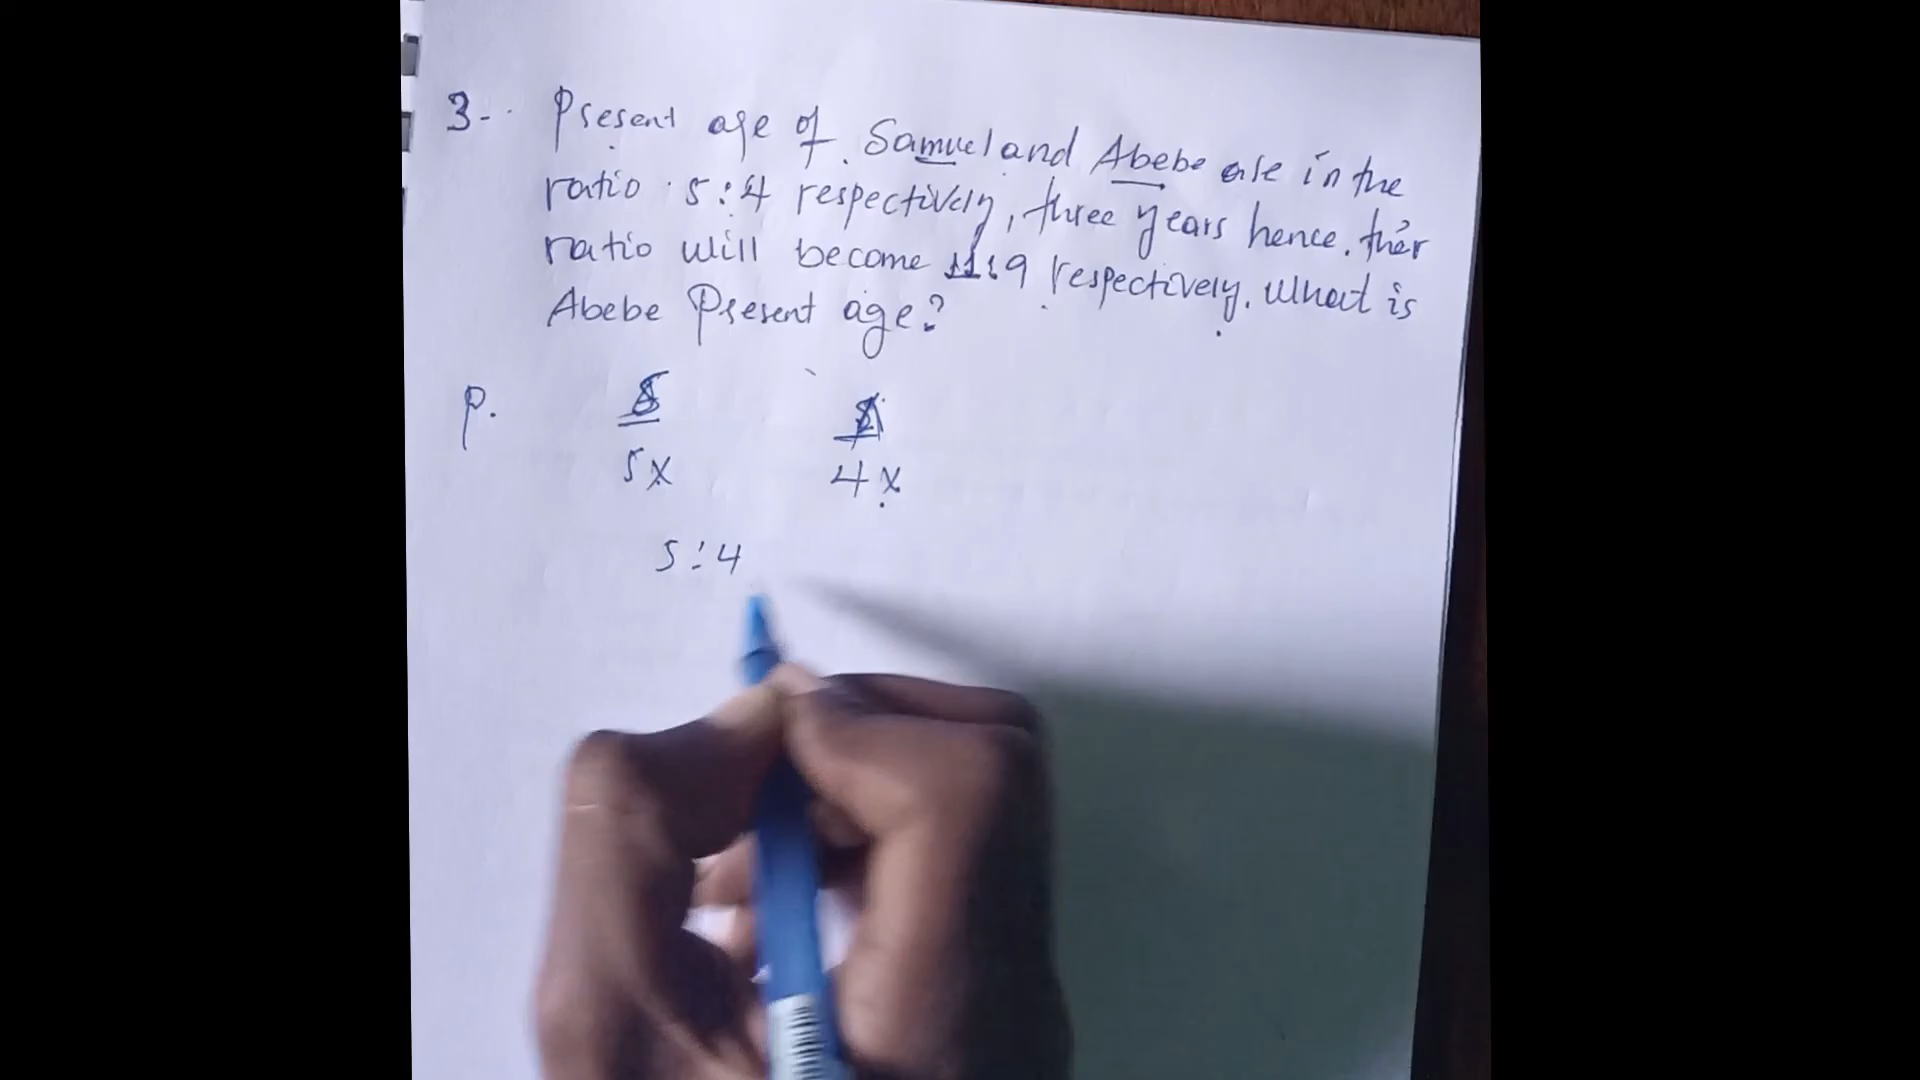 3-. Present age of Samuel and Abebe are in the
ratio 5:4 respectively, three years hence. their
ratio will become 11:9 respectively. What is
Abebe Present age?
P. S A
5x 4x
5:4